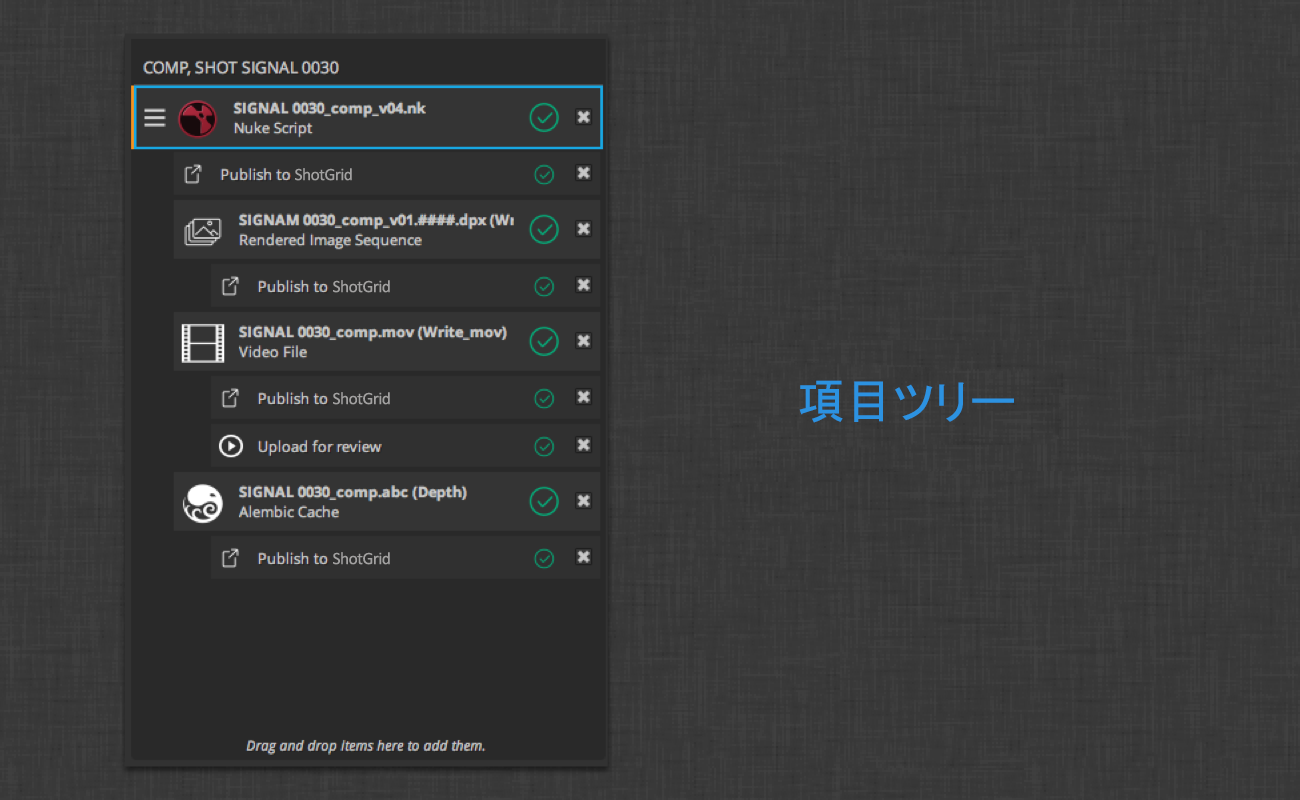 COMP, SHOT SIGNAL 0030
SIGNAL 0030_comp_v04.nk
Nuke Script
Publish to ShotGrid
SIGNAM 0030_comp_v01.####.dpx (Wr
Rendered Image Sequence
Publish to ShotGrid
SIGNAL 0030_comp.mov (Write_mov)
Video File
Publish to ShotGrid
Upload for review
SIGNAL 0030_comp.abc (Depth)
Alembic Cache
Publish to ShotGrid
Drag and drop items here to add them.
項目ツリー